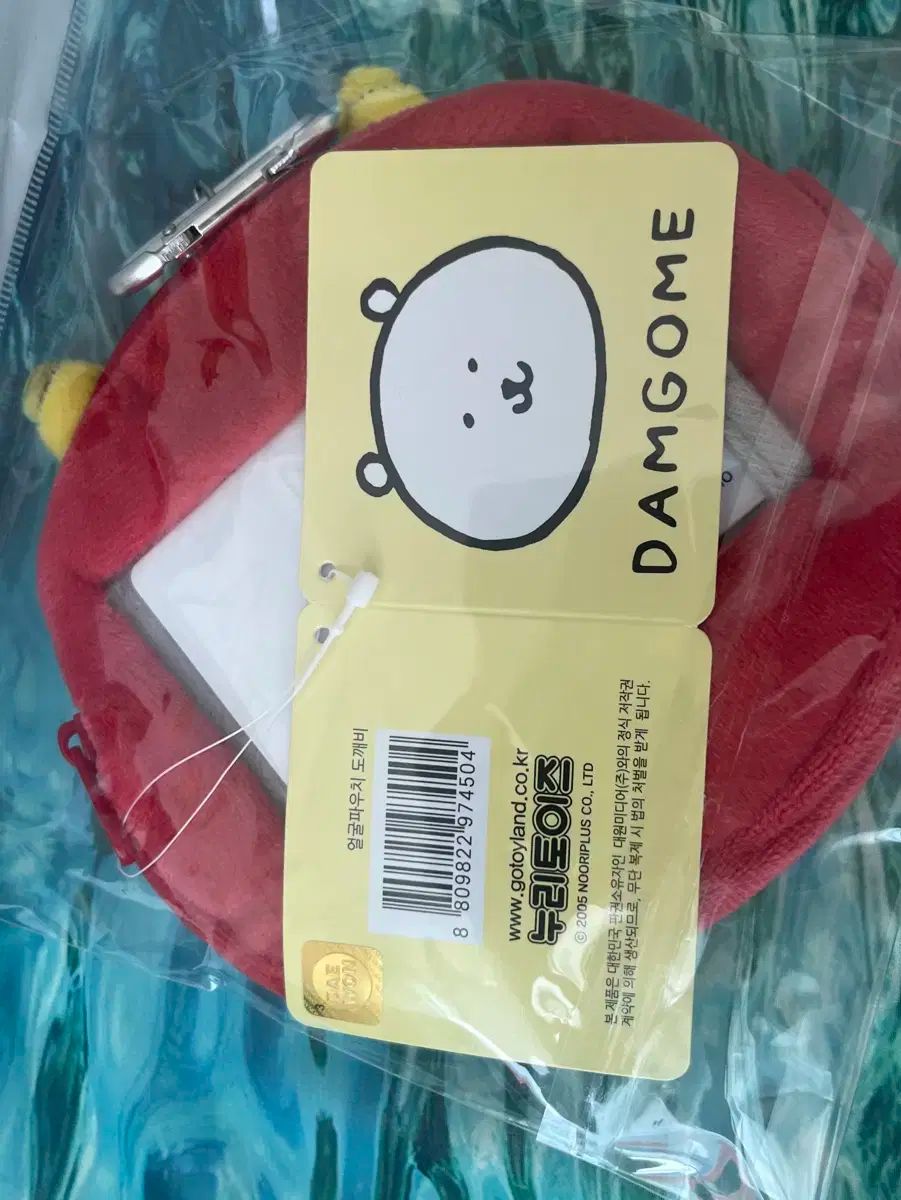 DAMGOME
얼굴파우치 도깨비
8 809822 974504
www.gotoyland.co.kr
누리토이즈
© 2005 NOORIPLUS CO., LTD
본 제품은 대한민국 판권소유자인 대원미디어(주)와의 정식 저작권
계약에 의해 생산되므로, 무단 복제 시 법의 처벌을 받게 됩니다.
DAE
WON